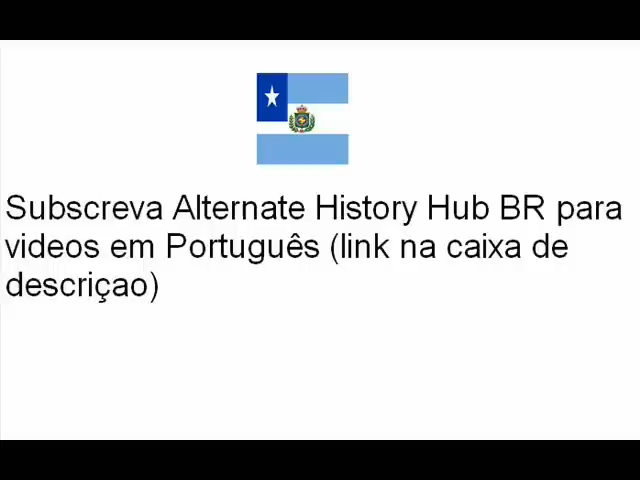 Subscreva Alternate History Hub BR para
videos em Português (link na caixa de
descriçao)